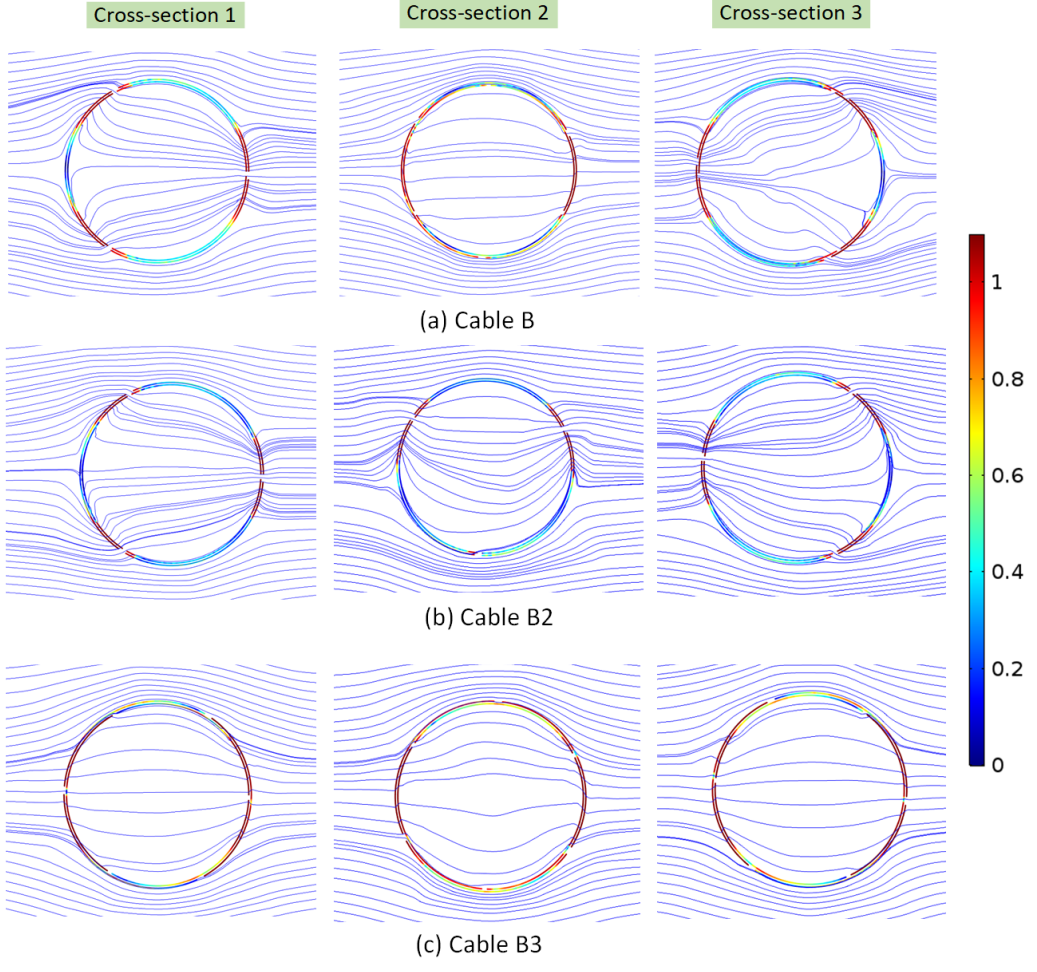 Cross-section 1
Cross-section 2
Cross-section 3
(a) Cable B
1
0.8
0.6
0.4
0.2
0
(b) Cable B2
(c) Cable B3